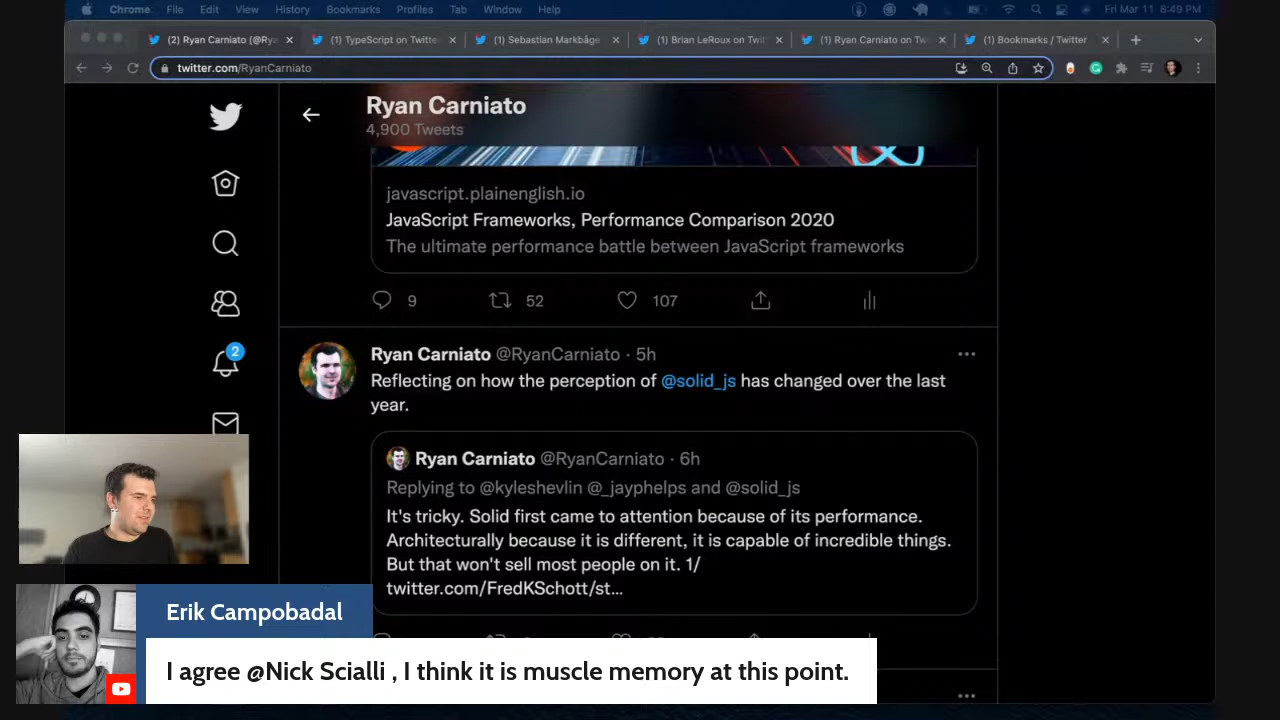 Chrome File Edit View History Bookmarks Profiles Tab Window Help Fri Mar 11 8:49 PM
(2) Ryan Carniato (@Rya (1) TypeScript on Twitte (1) Sebastian Markbåge (1) Brian LeRoux on Twi (1) Ryan Carniato on Tw (1) Bookmarks / Twitter
twitter.com/RyanCarniato
Ryan Carniato
4,900 Tweets
javascript.plainenglish.io
JavaScript Frameworks, Performance Comparison 2020
The ultimate performance battle between JavaScript frameworks
9 52 107
Ryan Carniato @RyanCarniato · 5h
2
Reflecting on how the perception of @solid_js has changed over the last
year.
Ryan Carniato @RyanCarniato · 6h
Replying to @kyleshevlin @_jayphelps and @solid_js
It's tricky. Solid first came to attention because of its performance.
Architecturally because it is different, it is capable of incredible things.
But that won't sell most people on it. 1/
twitter.com/FredKSchott/st...
Erik Campobadal
I agree @Nick Scialli , I think it is muscle memory at this point.